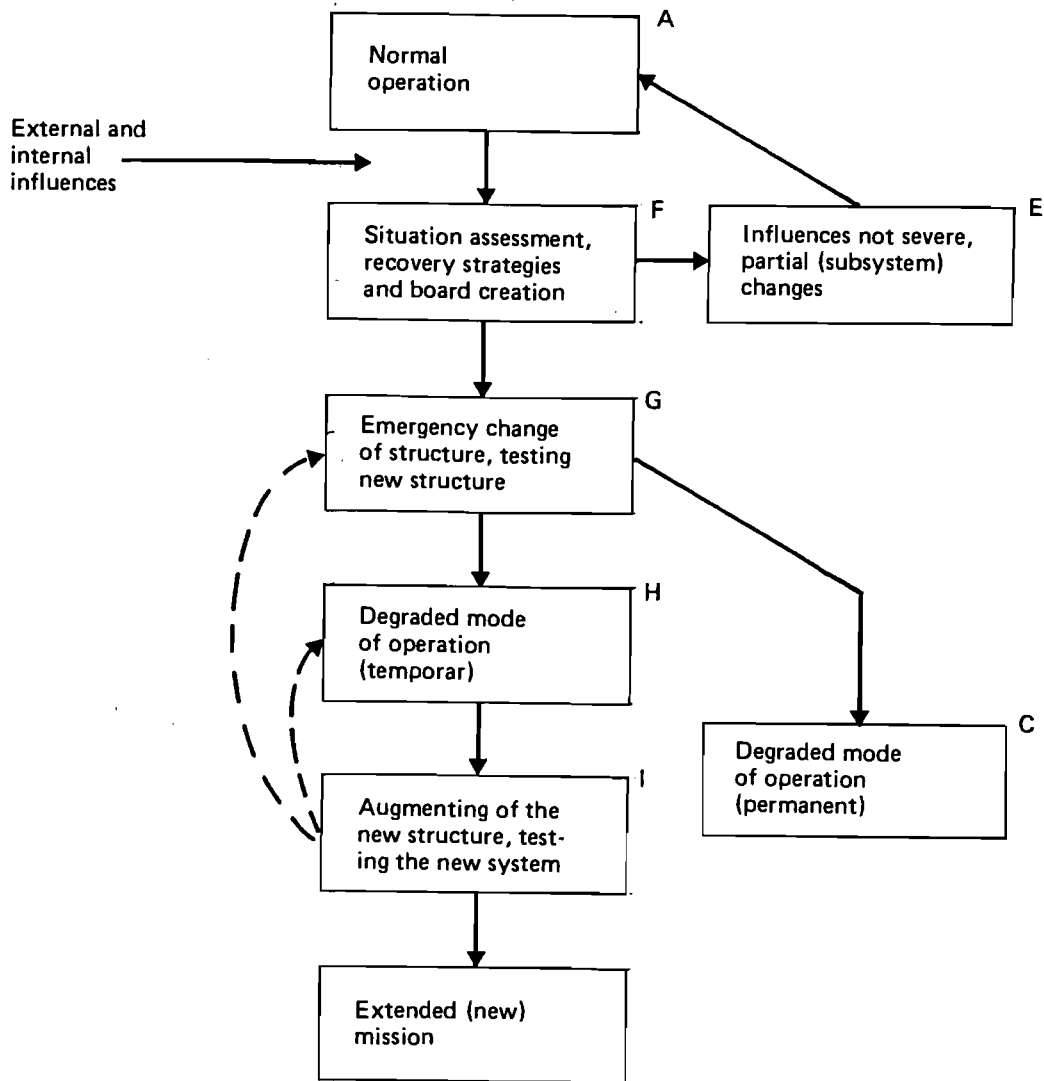 A
Normal
operation
External and
internal
influences
F
Situation assessment,
recovery strategies
and board creation
E
Influences not severe,
partial (subsystem)
changes
G
Emergency change
of structure, testing
new structure
H
Degraded mode
of operation
(temporar)
C
Degraded mode
of operation
(permanent)
I
Augmenting of the
new structure, test-
ing the new system
Extended (new)
mission